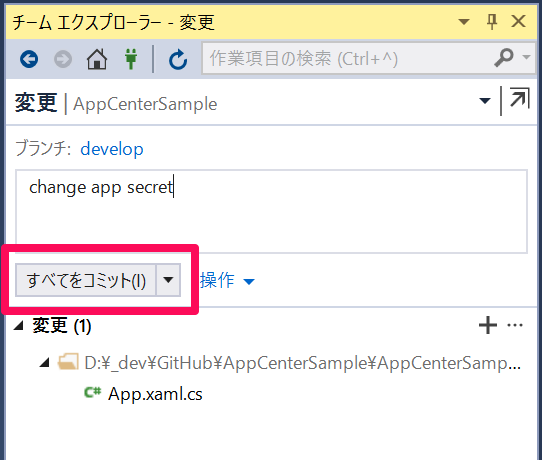 チーム エクスプローラー - 変更
作業項目の検索 (Ctrl+^)
変更 | AppCenterSample
ブランチ: develop
change app secret
すべてをコミット(I) 操作
変更 (1)
D:¥_dev¥GitHub¥AppCenterSample¥AppCenterSamp...
C# App.xaml.cs